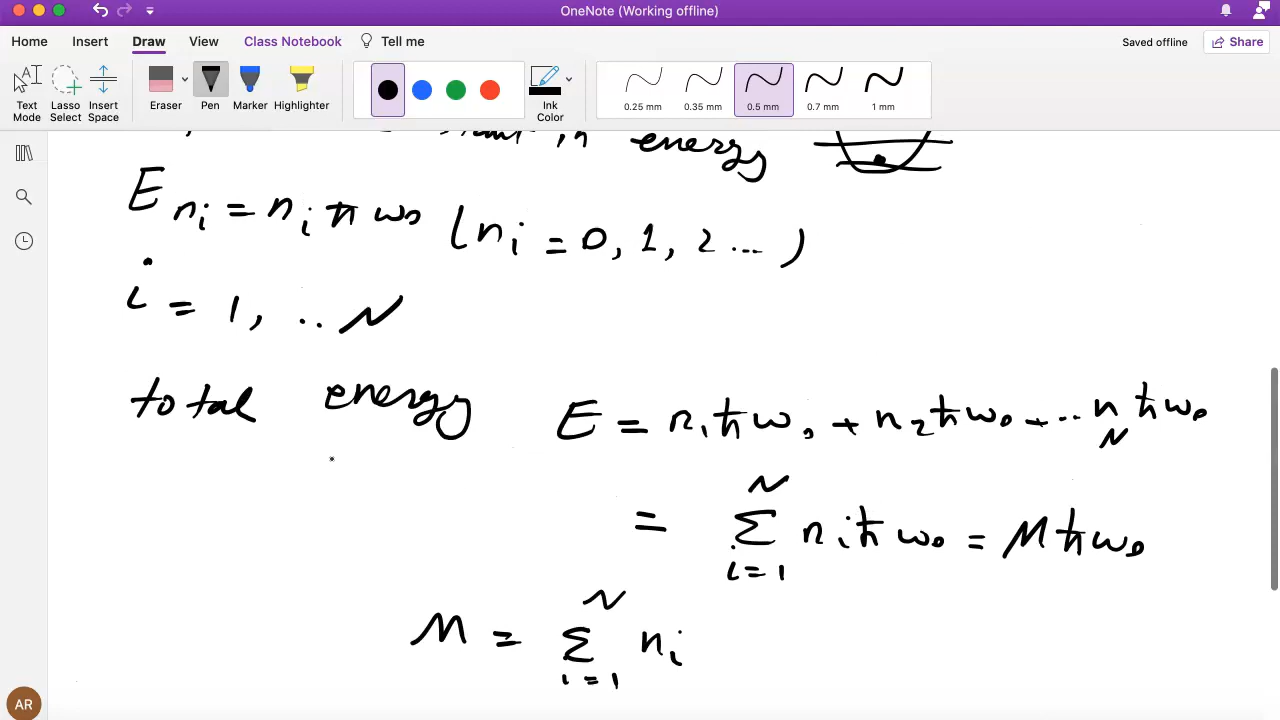 OneNote (Working offline)
Home Insert Draw View Class Notebook Tell me
Saved offline Share
Text Mode Lasso Select Insert Space Eraser Pen Marker Highlighter Ink Color 0.25 mm 0.35 mm 0.5 mm 0.7 mm 1 mm
in energy
E_{n_i} = n_i ħω₀ (n_i = 0, 1, 2 ... )
i = 1, .. N
total energy E = n₁ħω₀ + n₂ħω₀ + .. n_N ħω₀
= Σ_{i=1}^{N} n_i ħω₀ = M ħω₀
M = Σ_{i=1}^{N} n_i
AR